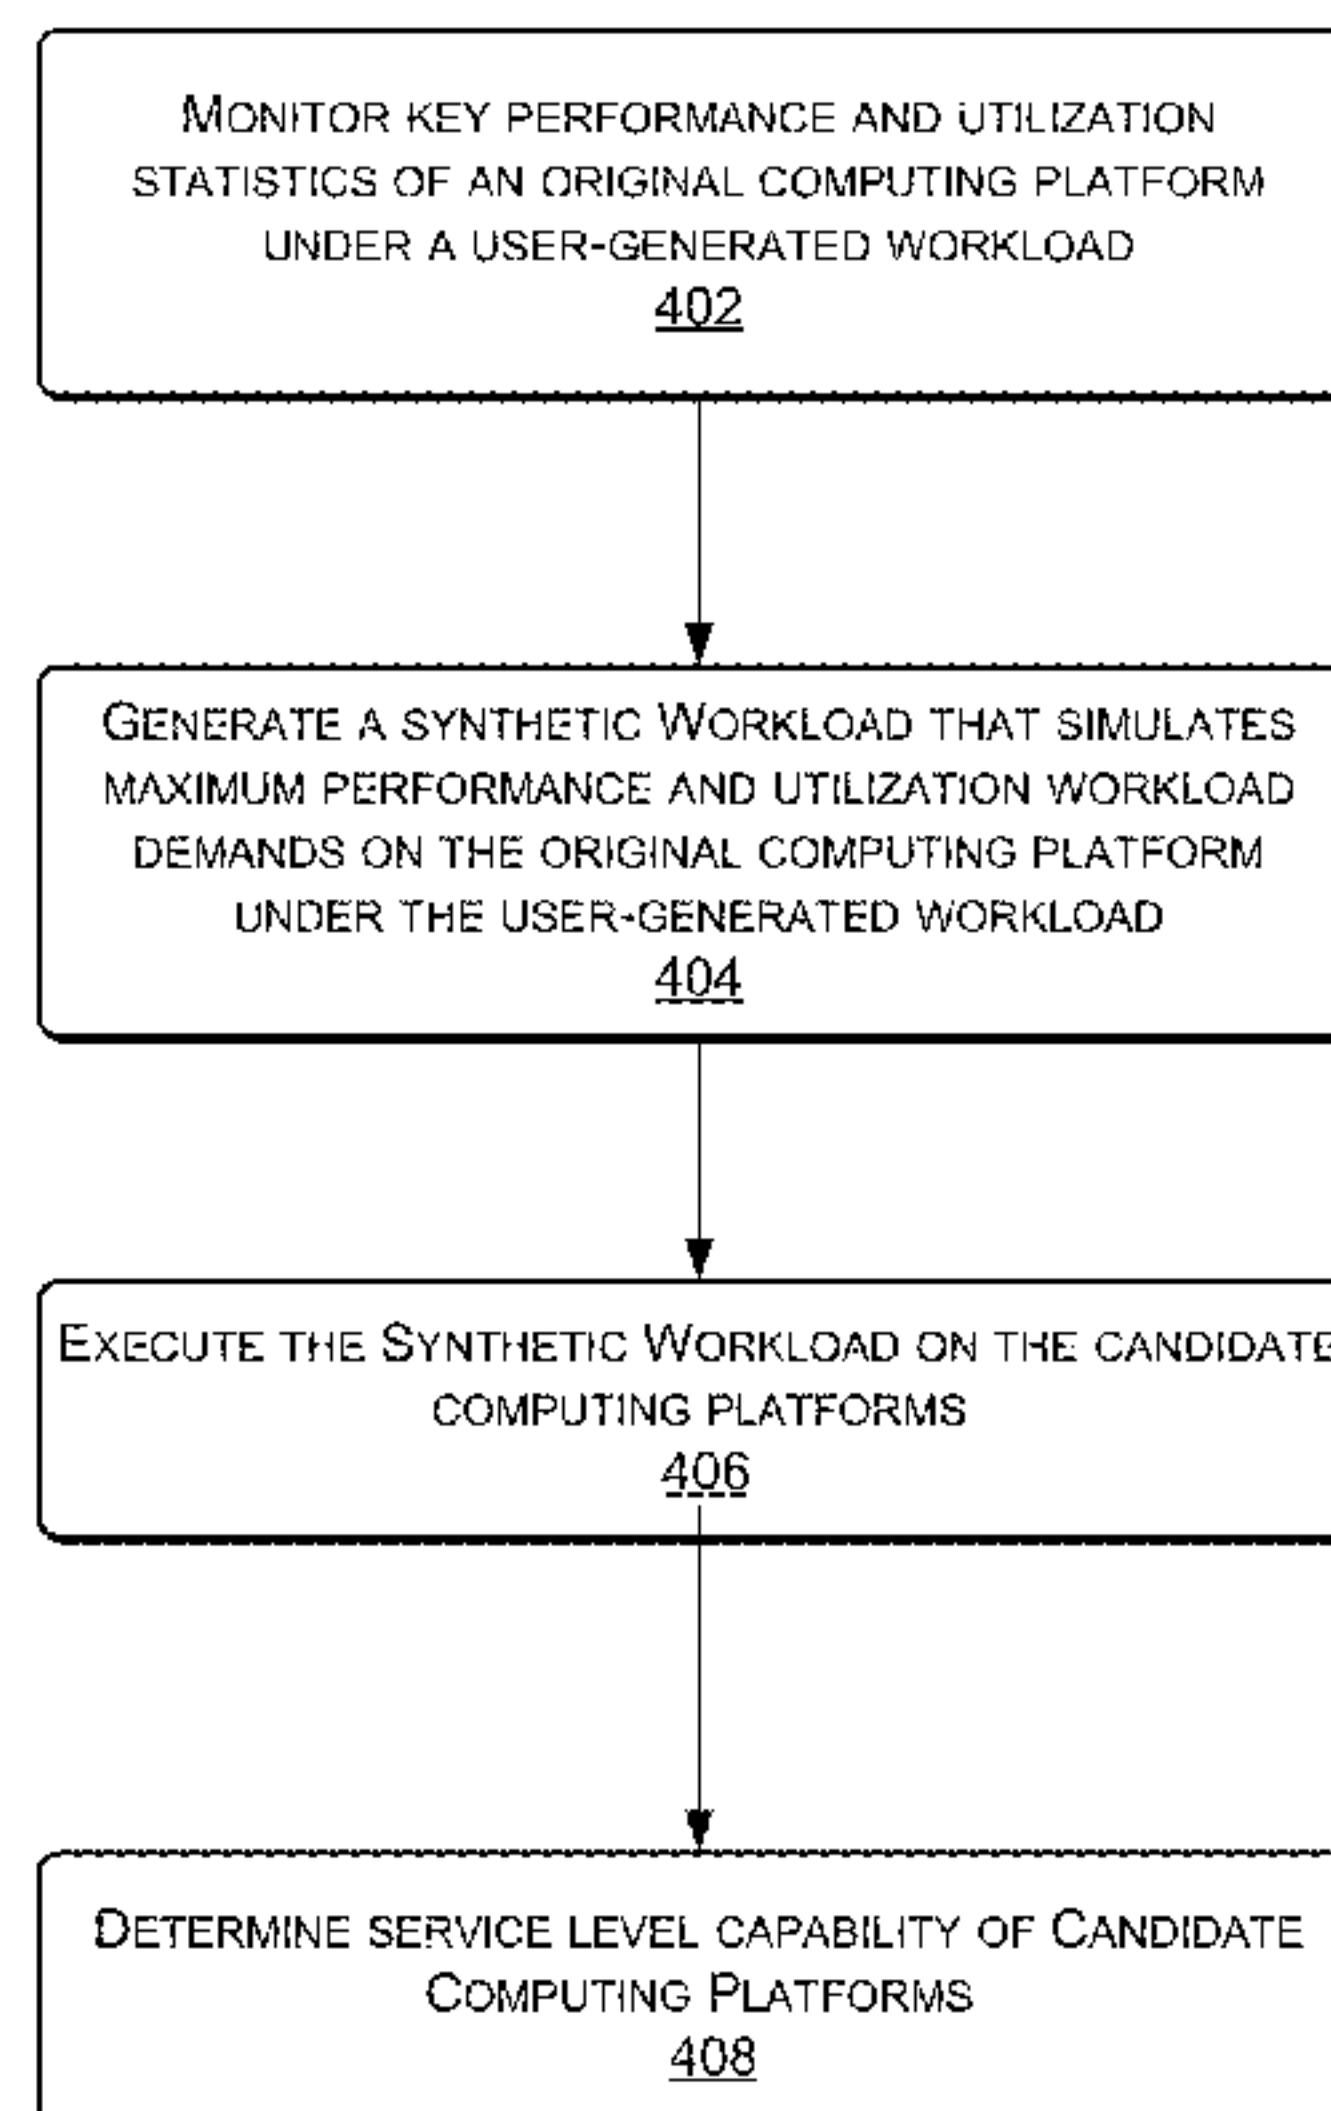 MONITOR KEY PERFORMANCE AND UTILIZATION
STATISTICS OF AN ORIGINAL COMPUTING PLATFORM
UNDER A USER-GENERATED WORKLOAD
402
GENERATE A SYNTHETIC WORKLOAD THAT SIMULATES
MAXIMUM PERFORMANCE AND UTILIZATION WORKLOAD
DEMANDS ON THE ORIGINAL COMPUTING PLATFORM
UNDER THE USER-GENERATED WORKLOAD
404
EXECUTE THE SYNTHETIC WORKLOAD ON THE CANDIDATE
COMPUTING PLATFORMS
406
DETERMINE SERVICE LEVEL CAPABILITY OF CANDIDATE
COMPUTING PLATFORMS
408